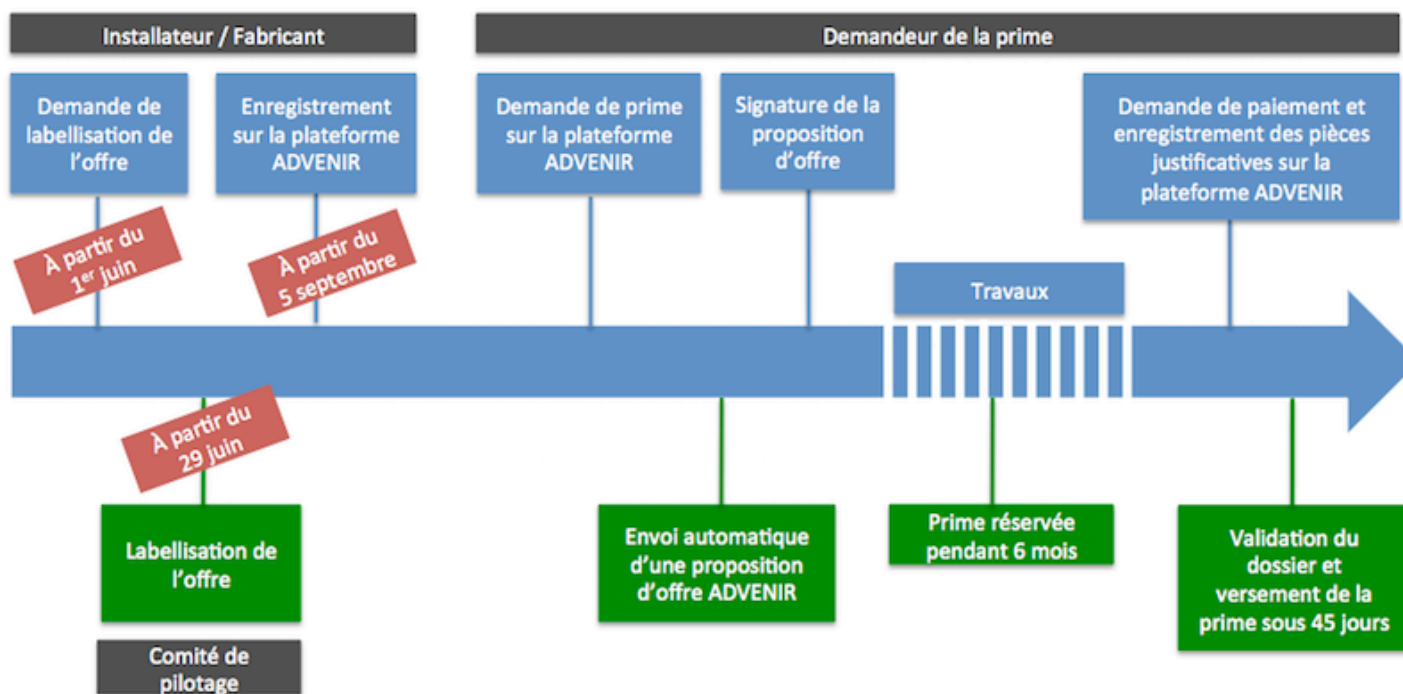 Installateur / Fabricant
Demandeur de la prime
Demande de
labellisation de
l'offre
Enregistrement
sur la plateforme
ADVENIR
Demande de prime
sur la plateforme
ADVENIR
Signature de la
proposition
d'offre
Demande de paiement et
enregistrement des pièces
justificatives sur la
plateforme ADVENIR
À partir du
1er juin
À partir du
5 septembre
Travaux
À partir du
29 juin
Labellisation de
l'offre
Envoi automatique
d'une proposition
d'offre ADVENIR
Prime réservée
pendant 6 mois
Validation du
dossier et
versement de la
prime sous 45 jours
Comité de
pilotage